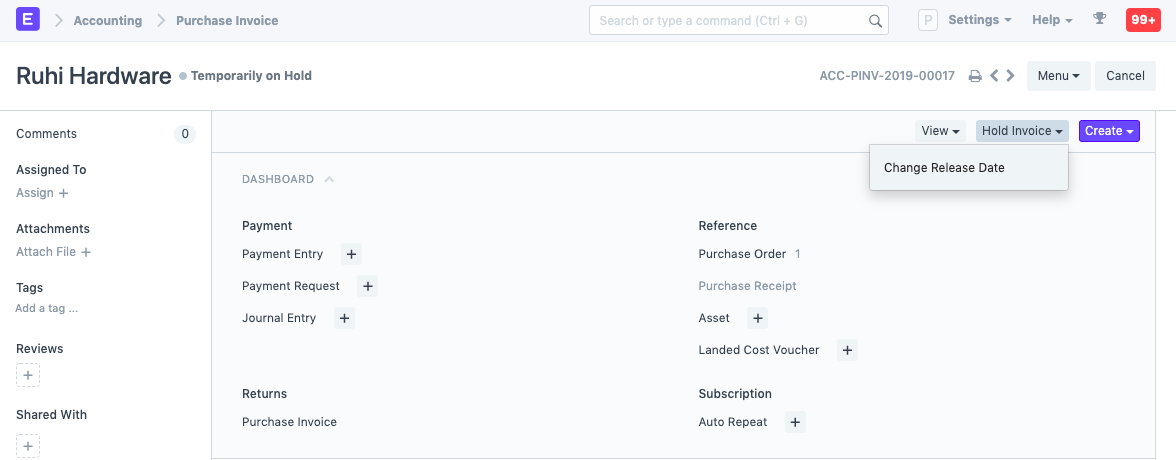 E Accounting Purchase Invoice Search or type a command (Ctrl + G) P Settings Help 99+
Ruhi Hardware Temporarily on Hold ACC-PINV-2019-00017 Menu Cancel
Comments 0
Assigned To
Assign +
Attachments
Attach File +
Tags
Add a tag ...
Reviews
+
Shared With
+
View Hold Invoice Create
Change Release Date
DASHBOARD
Payment
Payment Entry +
Payment Request +
Journal Entry +
Reference
Purchase Order 1
Purchase Receipt
Asset +
Landed Cost Voucher +
Returns
Purchase Invoice
Subscription
Auto Repeat +